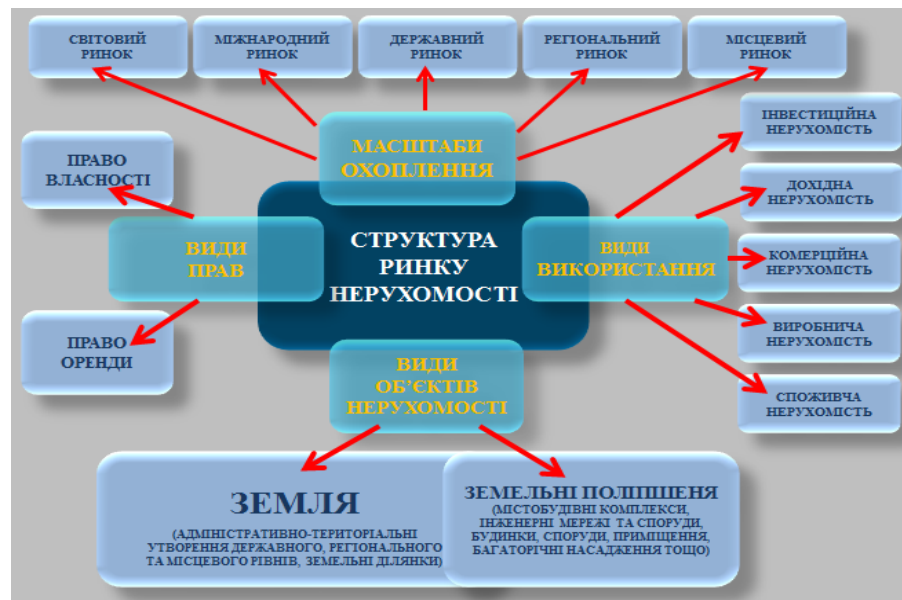 СВІТОВИЙ
РИНОК
МІЖНАРОДНИЙ
РИНОК
ДЕРЖАВНИЙ
РИНОК
РЕГІОНАЛЬНИЙ
РИНОК
МІСЦЕВИЙ
РИНОК
МАСШТАБИ
ОХОПЛЕННЯ
ПРАВО
ВЛАСНОСТІ
ВИДИ
ПРАВ
ПРАВО
ОРЕНДИ
СТРУКТУРА
РИНКУ
НЕРУХОМОСТІ
ВИДИ
ВИКОРИСТАННЯ
ІНВЕСТИЦІЙНА
НЕРУХОМІСТЬ
ДОХІДНА
НЕРУХОМІСТЬ
КОМЕРЦІЙНА
НЕРУХОМІСТЬ
ВИРОБНИЧА
НЕРУХОМІСТЬ
СПОЖИВЧА
НЕРУХОМІСТЬ
ВИДИ
ОБ’ЄКТІВ
НЕРУХОМОСТІ
ЗЕМЛЯ
(АДМІНІСТРАТИВНО-ТЕРИТОРІАЛЬНІ
УТВОРЕННЯ ДЕРЖАВНОГО, РЕГІОНАЛЬНОГО
ТА МІСЦЕВОГО РІВНІВ, ЗЕМЕЛЬНІ ДІЛЯНКИ)
ЗЕМЕЛЬНІ ПОЛІПШЕНЯ
(МІСТОБУДІВНІ КОМПЛЕКСИ,
ІНЖЕНЕРНІ МЕРЕЖІ ТА СПОРУДИ,
БУДИНКИ, СПОРУДИ, ПРИМІЩЕННЯ,
БАГАТОРІЧНІ НАСАДЖЕННЯ ТОЩО)